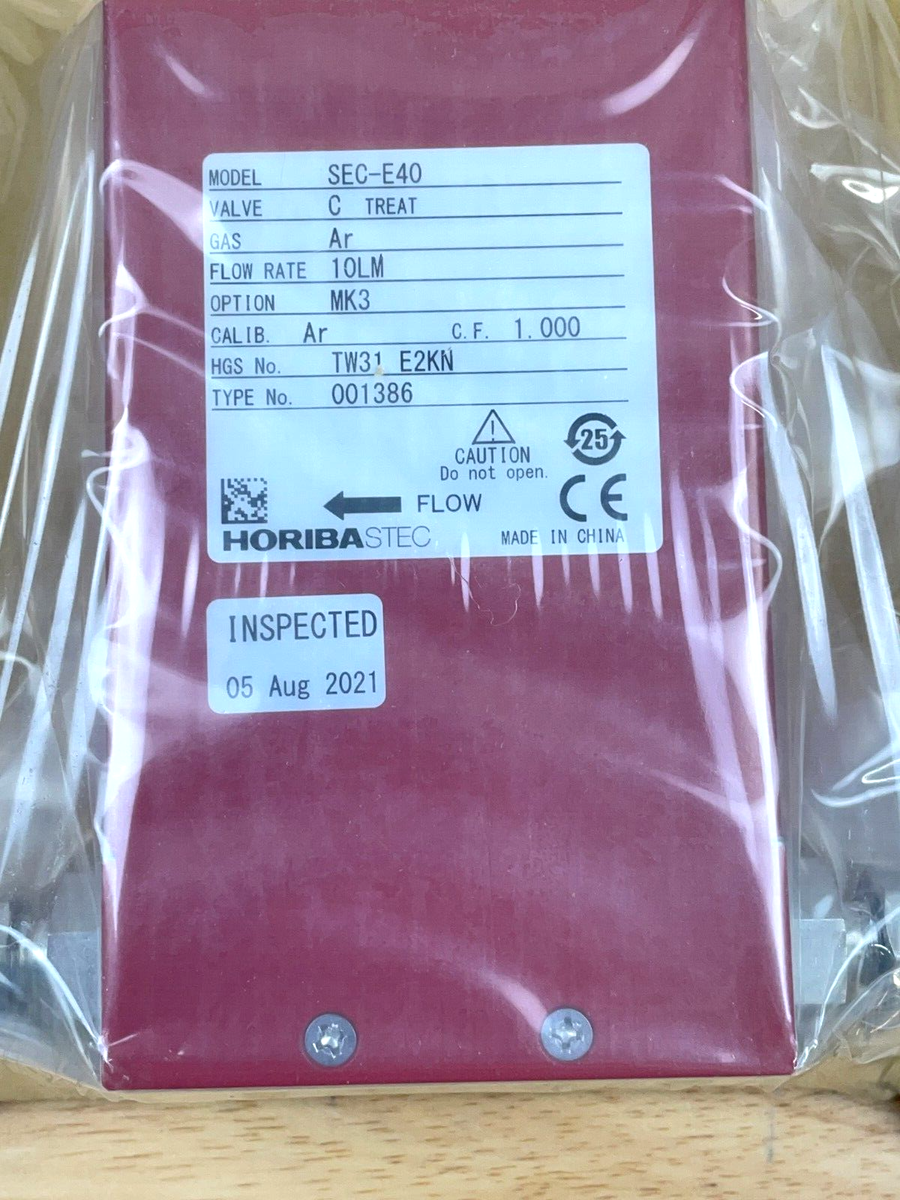 MODEL SEC-E40
VALVE C TREAT
GAS Ar
FLOW RATE 10LM
OPTION MK3
CALIB. Ar C.F. 1.000
HGS No. TW31 E2KN
TYPE No. 001386
CAUTION
Do not open.
25
FLOW
CE
HORIBASTEC
MADE IN CHINA
INSPECTED
05 Aug 2021